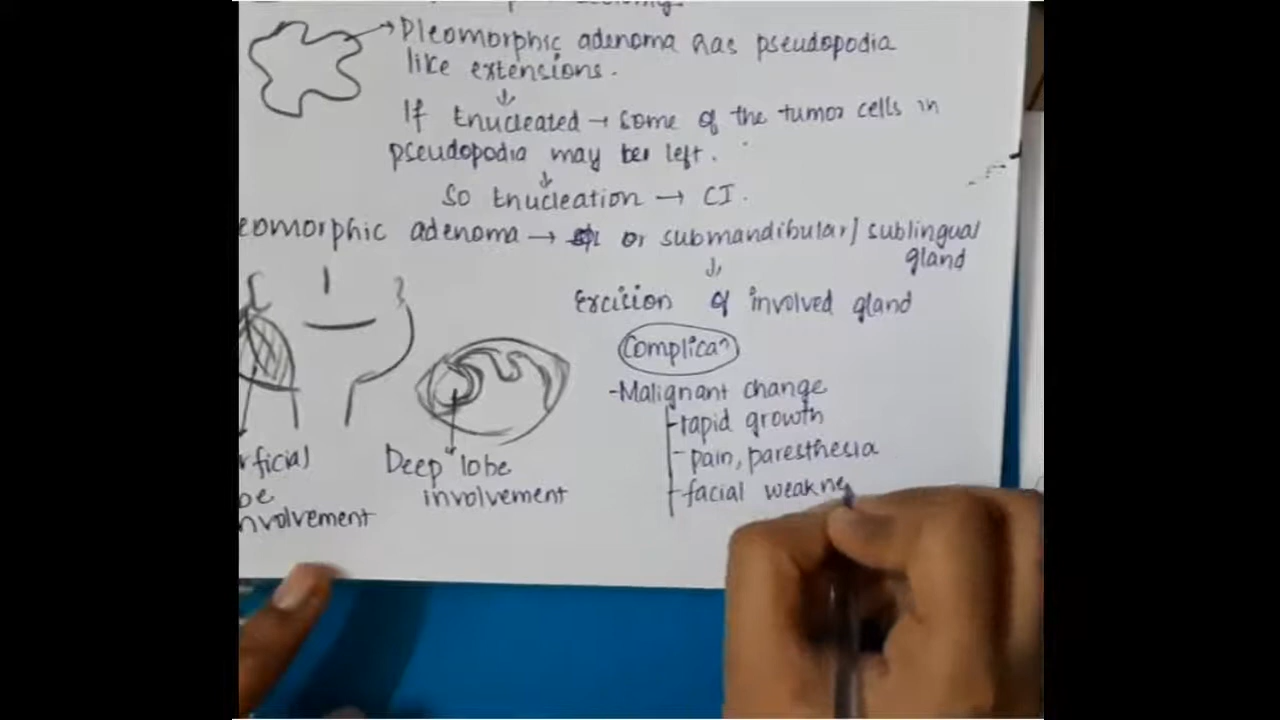 Pleomorphic adenoma has pseudopodia
like extensions.
If Enucleated → some of the tumor cells in
pseudopodia may be left.
So Enucleation → CI.
eomorphic adenoma → or submandibular/sublingual
gland
Excision of involved gland
Complicaⁿ
-Malignant change
-rapid growth
-pain, paresthesia
-facial weakne
rficial
be
nvolvement
Deep lobe
involvement